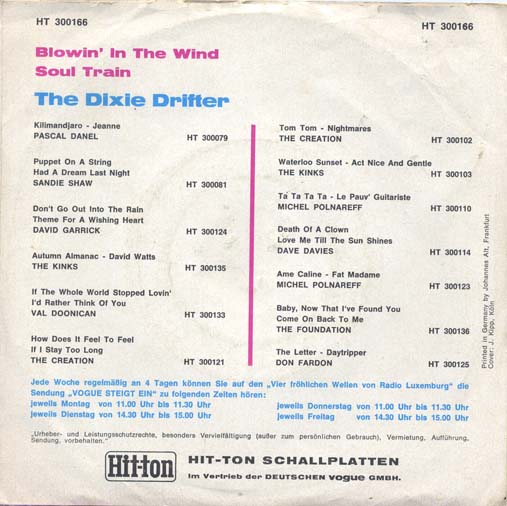 HT 300166
HT 300166
Blowin' In The Wind
Soul Train
The Dixie Drifter
Kilimandjaro - Jeanne
PASCAL DANEL HT 300079
Puppet On A String
Had A Dream Last Night
SANDIE SHAW HT 300081
Don't Go Out Into The Rain
Theme For A Wishing Heart
DAVID GARRICK HT 300124
Autumn Almanac - David Watts
THE KINKS HT 300135
If The Whole World Stopped Lovin'
I'd Rather Think Of You
VAL DOONICAN HT 300133
How Does It Feel To Feel
If I Stay Too Long
THE CREATION HT 300121
Tom Tom - Nightmares
THE CREATION HT 300102
Waterloo Sunset - Act Nice And Gentle
THE KINKS HT 300103
Ta Ta Ta Ta - Le Pauv' Guitariste
MICHEL POLNAREFF HT 300110
Death Of A Clown
Love Me Till The Sun Shines
DAVE DAVIES HT 300114
Ame Caline - Fat Madame
MICHEL POLNAREFF HT 300123
Baby, Now That I've Found You
Come On Back To Me
THE FOUNDATION HT 300136
The Letter - Daytripper
DON FARDON HT 300125
Printed in Germany by Johannes Alt, Frankfurt
Cover: J. Kipp, Köln
Jede Woche regelmäßig an 4 Tagen können Sie auf den „Vier fröhlichen Wellen von Radio Luxemburg“ die
Sendung „VOGUE STEIGT EIN“ zu folgenden Zeiten hören:
jeweils Montag von 11.00 Uhr bis 11.30 Uhr
jeweils Dienstag von 14.30 Uhr bis 15.00 Uhr
jeweils Donnerstag von 11.00 Uhr bis 11.30 Uhr
jeweils Freitag von 14.30 Uhr bis 15.00 Uhr
„Urheber- und Leistungsschutzrechte, besonders Vervielfältigung (außer zum persönlichen Gebrauch), Vermietung, Aufführung,
Sendung, vorbehalten.“
Hit-ton
HIT-TON SCHALLPLATTEN
Im Vertrieb der DEUTSCHEN vogue GMBH.